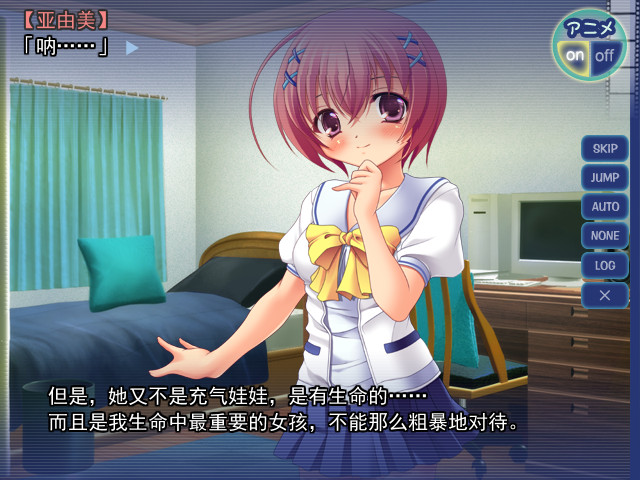 【亚由美】
「呐……」
アニメ
on off
SKIP
JUMP
AUTO
NONE
LOG
×
但是，她又不是充气娃娃，是有生命的……
而且是我生命中最重要的女孩，不能那么粗暴地对待。